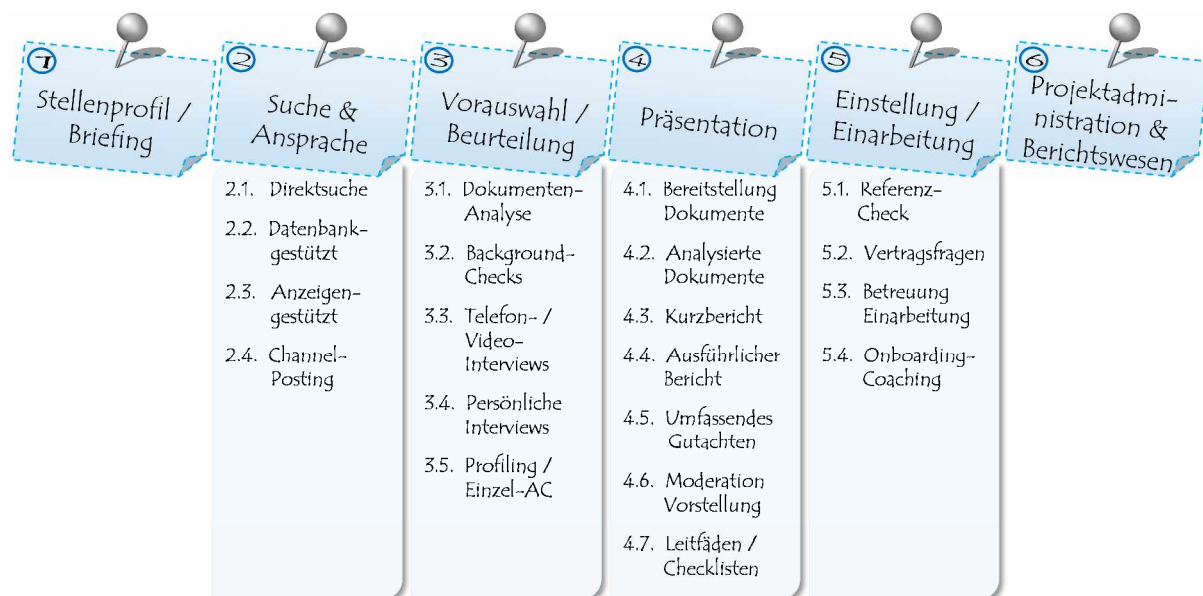 1
Stellenprofil /
Briefing
2
Suche &
Ansprache
2.1. Direktsuche
2.2. Datenbank-
gestützt
2.3. Anzeigen-
gestützt
2.4. Channel-
Posting
3
Vorauswahl /
Beurteilung
3.1. Dokumenten-
Analyse
3.2. Background-
Checks
3.3. Telefon- /
Video-
Interviews
3.4. Persönliche
Interviews
3.5. Profiling /
Einzel-AC
4
Präsentation
4.1. Bereitstellung
Dokumente
4.2. Analysierte
Dokumente
4.3. Kurzbericht
4.4. Ausführlicher
Bericht
4.5. Umfassendes
Gutachten
4.6. Moderation
Vorstellung
4.7. Leitfäden /
Checklisten
5
Einstellung /
Einarbeitung
5.1. Referenz-
Check
5.2. Vertragsfragen
5.3. Betreuung
Einarbeitung
5.4. Onboarding-
Coaching
6
Projektadmi-
nistration &
Berichtswesen